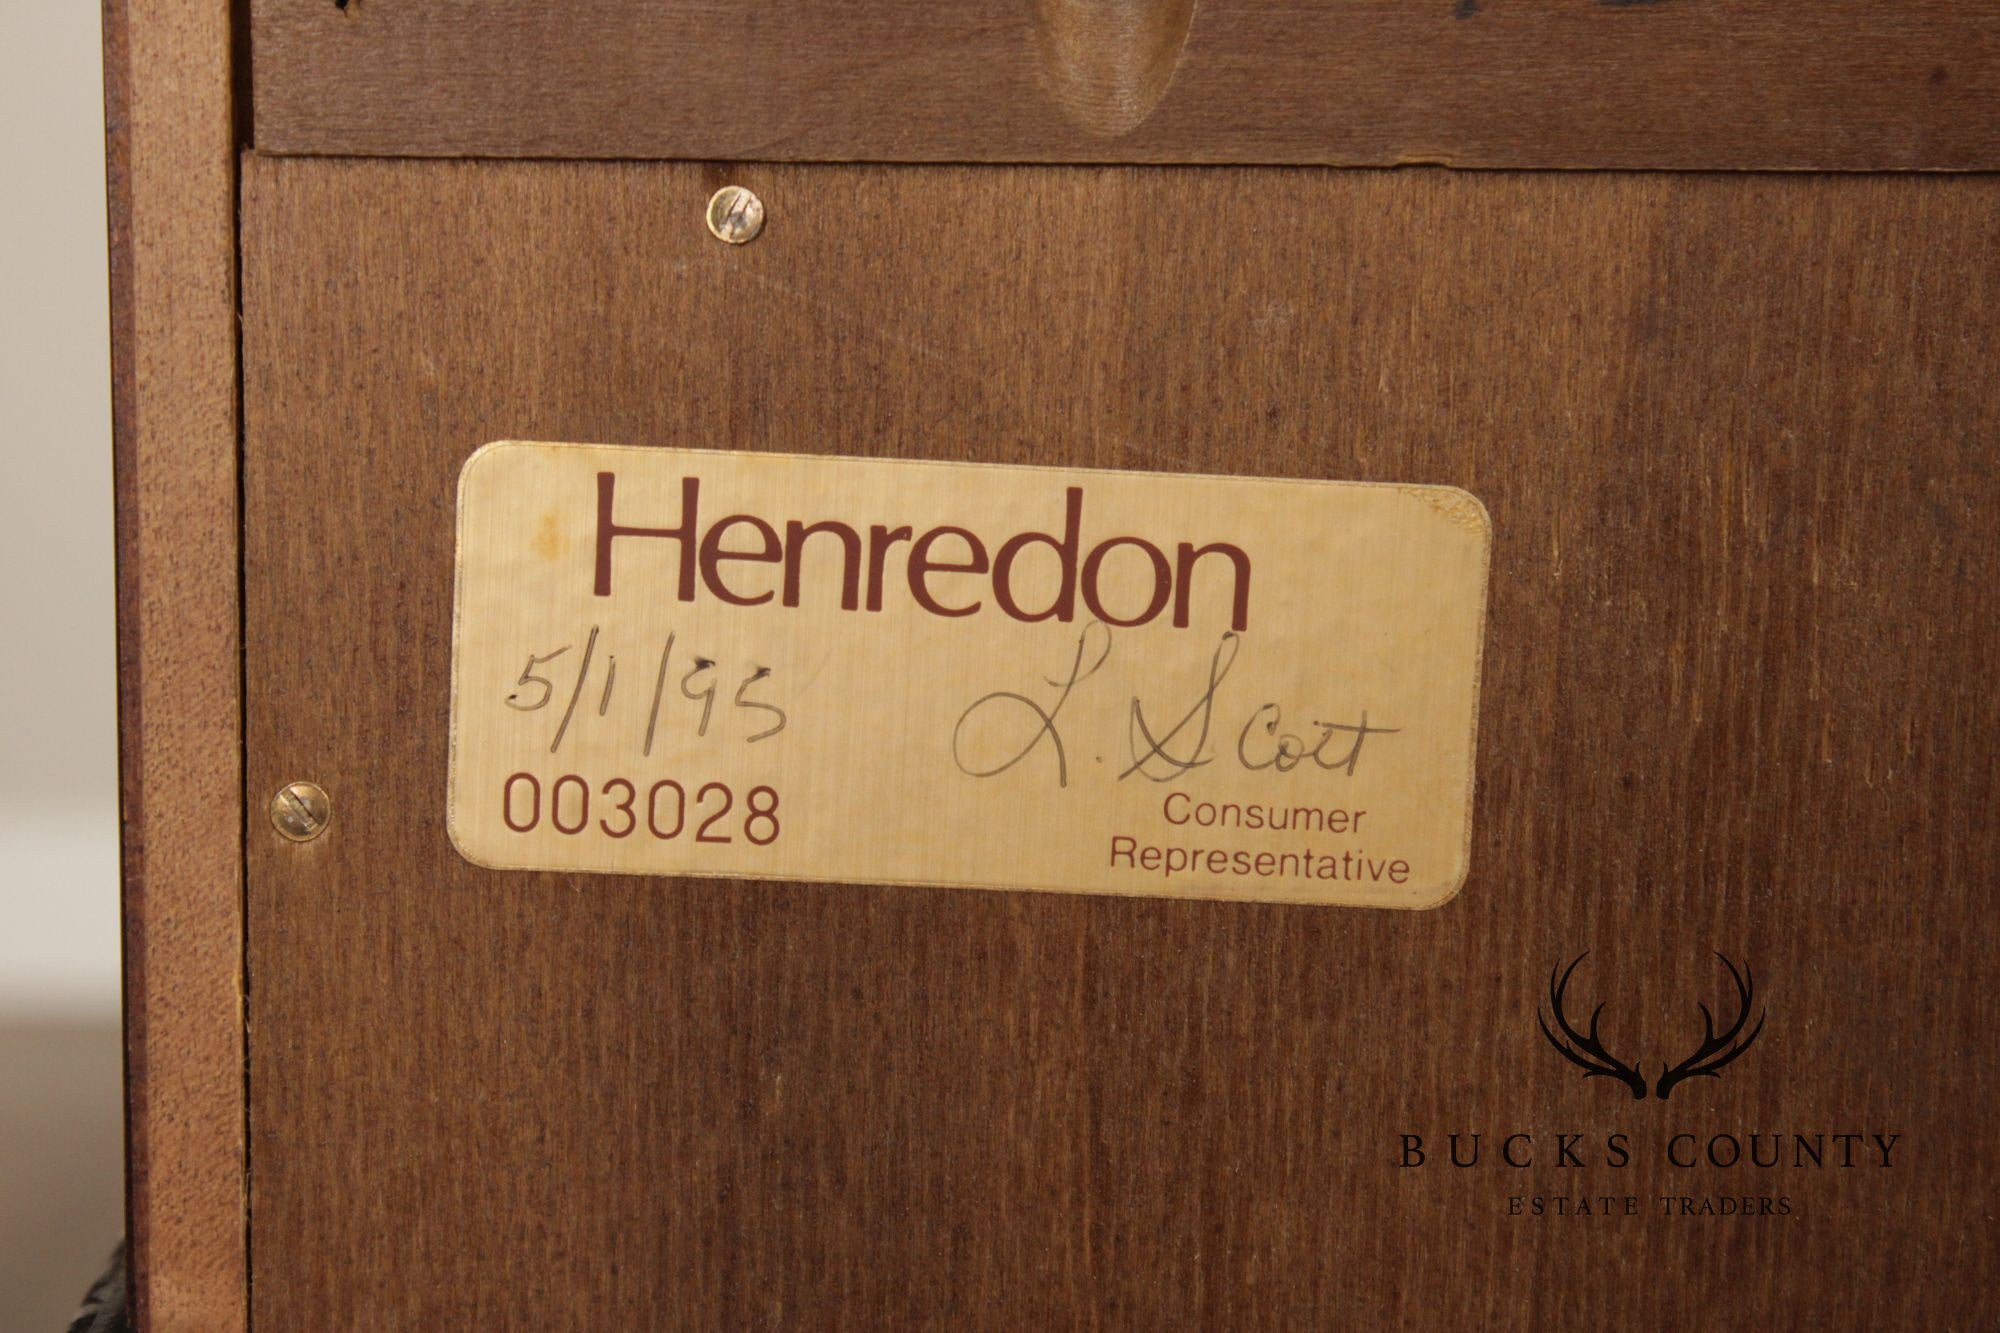 Henredon
5/1/95 L. Scott
003028
Consumer
Representative
BUCKS COUNTY
ESTATE TRADERS